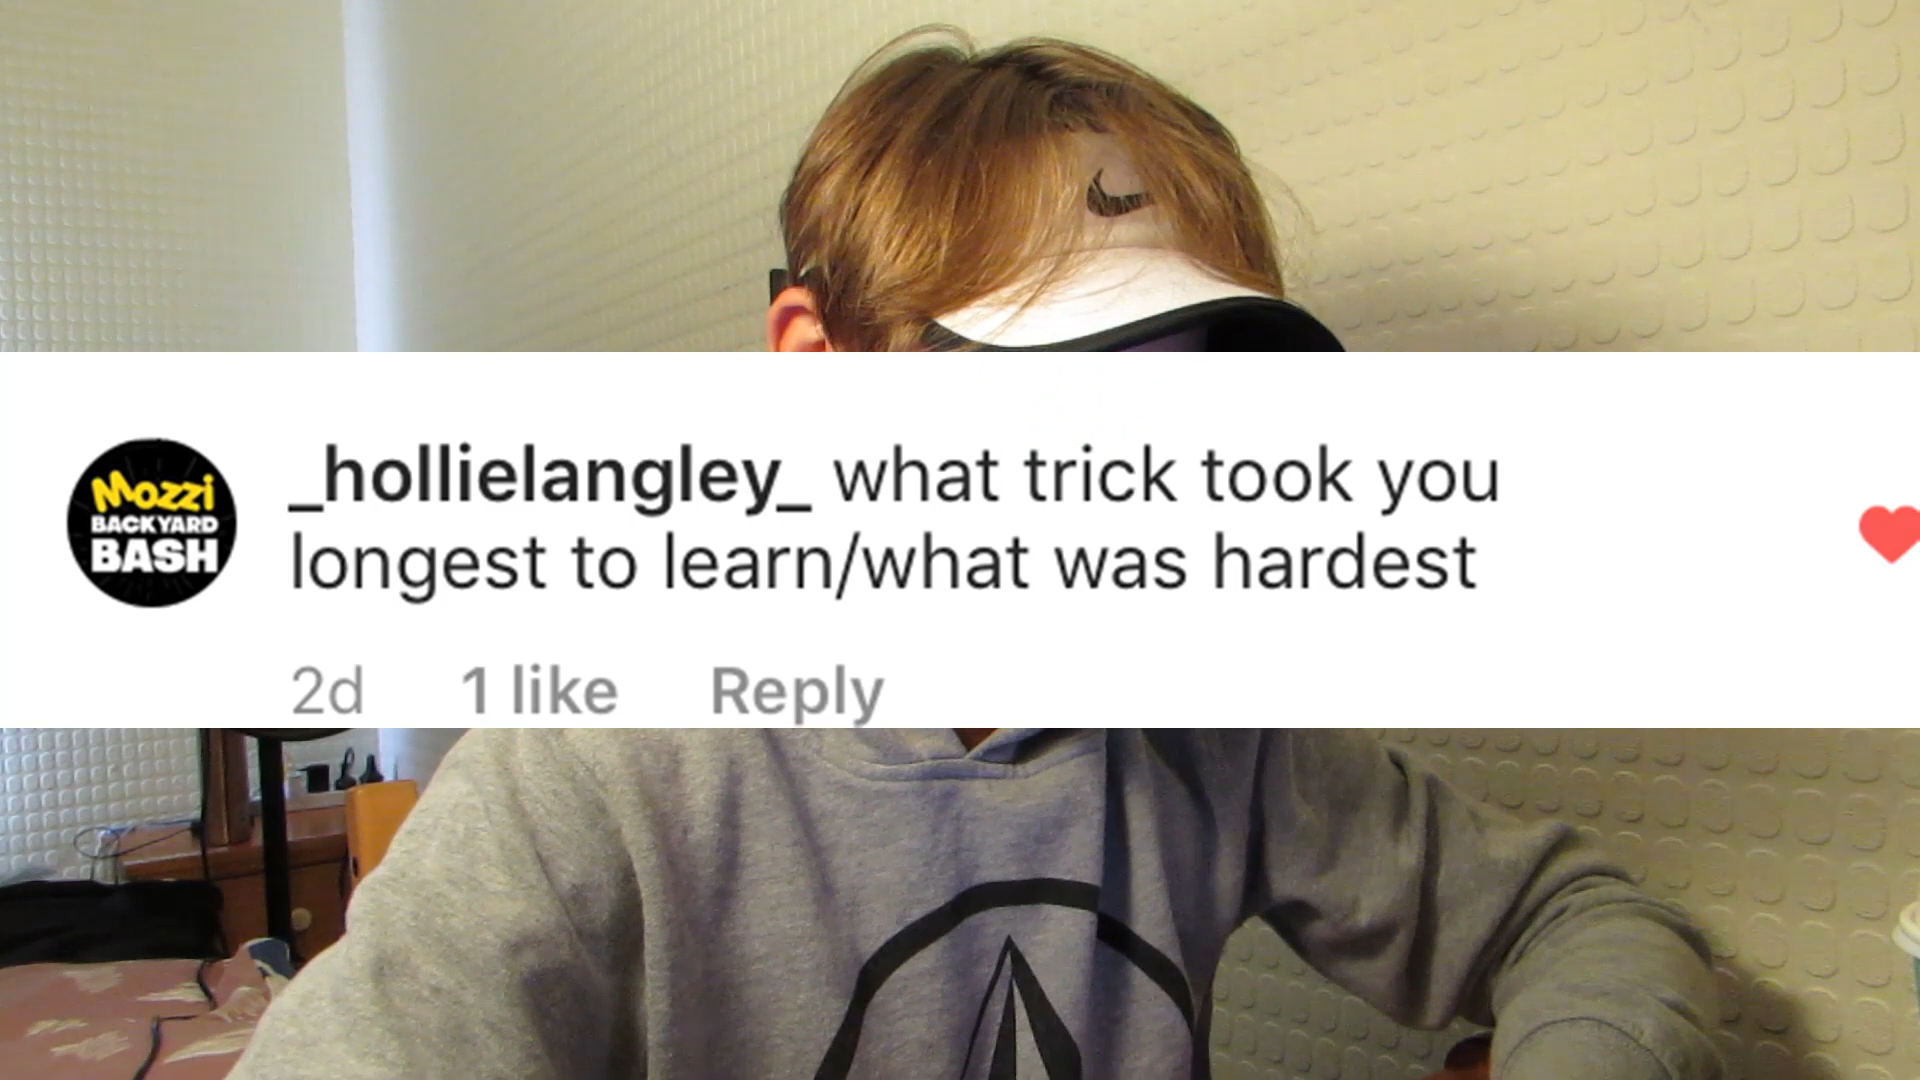 Mozzi
BACKYARD
BASH
_hollielangley_ what trick took you
longest to learn/what was hardest
2d 1 like Reply